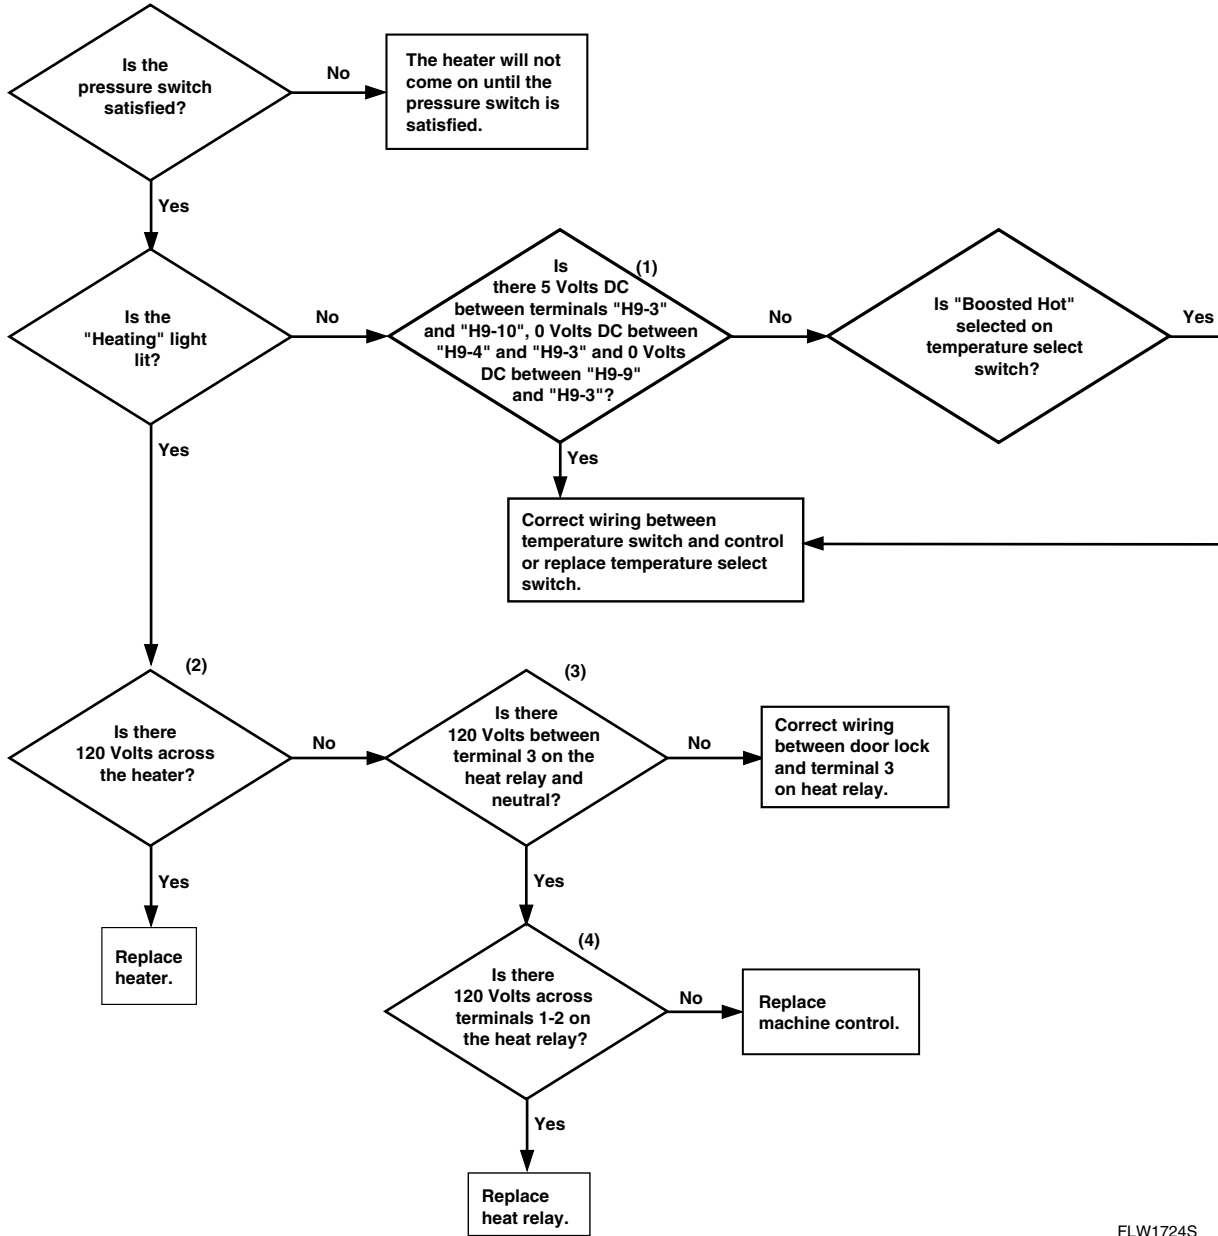 Is the
pressure switch
satisfied?
No
The heater will not
come on until the
pressure switch is
satisfied.
Yes
Is the
"Heating" light
lit?
No
(1)
Is
there 5 Volts DC
between terminals "H9-3"
and "H9-10", 0 Volts DC between
"H9-4" and "H9-3" and 0 Volts
DC between "H9-9"
and "H9-3"?
No
Is "Boosted Hot"
selected on
temperature select
switch?
Yes
Yes
Yes
Correct wiring between
temperature switch and control
or replace temperature select
switch.
(2)
Is there
120 Volts across
the heater?
No
(3)
Is there
120 Volts between
terminal 3 on the
heat relay and
neutral?
No
Correct wiring
between door lock
and terminal 3
on heat relay.
Yes
Replace
heater.
Yes
(4)
Is there
120 Volts across
terminals 1-2 on
the heat relay?
No
Replace
machine control.
Yes
Replace
heat relay.
FLW1724S